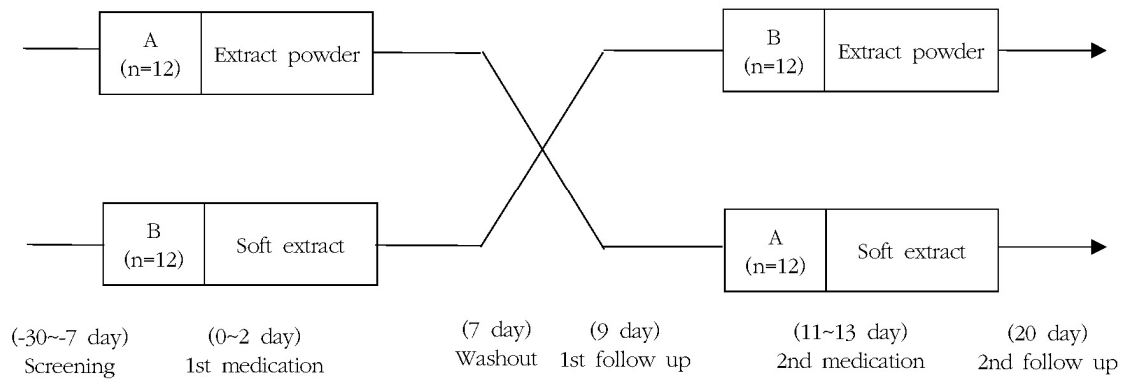 A
(n=12)
Extract powder
B
(n=12)
Extract powder
B
(n=12)
Soft extract
A
(n=12)
Soft extract
(-30~-7 day)
Screening
(0~2 day)
1st medication
(7 day)
Washout
(9 day)
1st follow up
(11~13 day)
2nd medication
(20 day)
2nd follow up